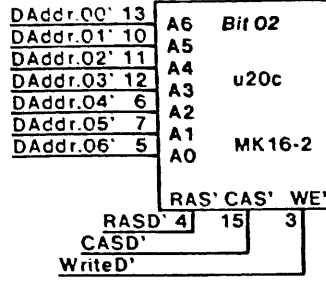 DAddr.00' 13 A6 Bit 02
DAddr.01' 10 A5
DAddr.02' 11 A4
DAddr.03' 12 A3 u20c
DAddr.04' 6 A2
DAddr.05' 7 A1
DAddr.06' 5 A0 MK16-2
RAS' CAS' WE'
RASD' 4 15 3
CASD'
WriteD'